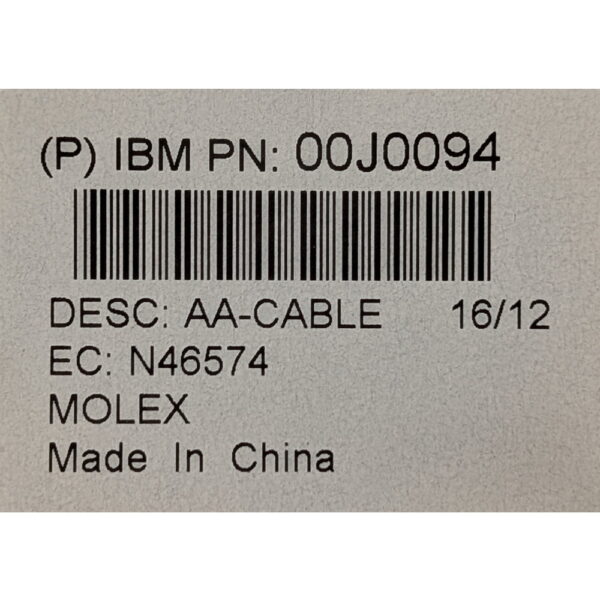 (P) IBM PN: 00J0094
DESC: AA-CABLE 16/12
EC: N46574
MOLEX
Made In China